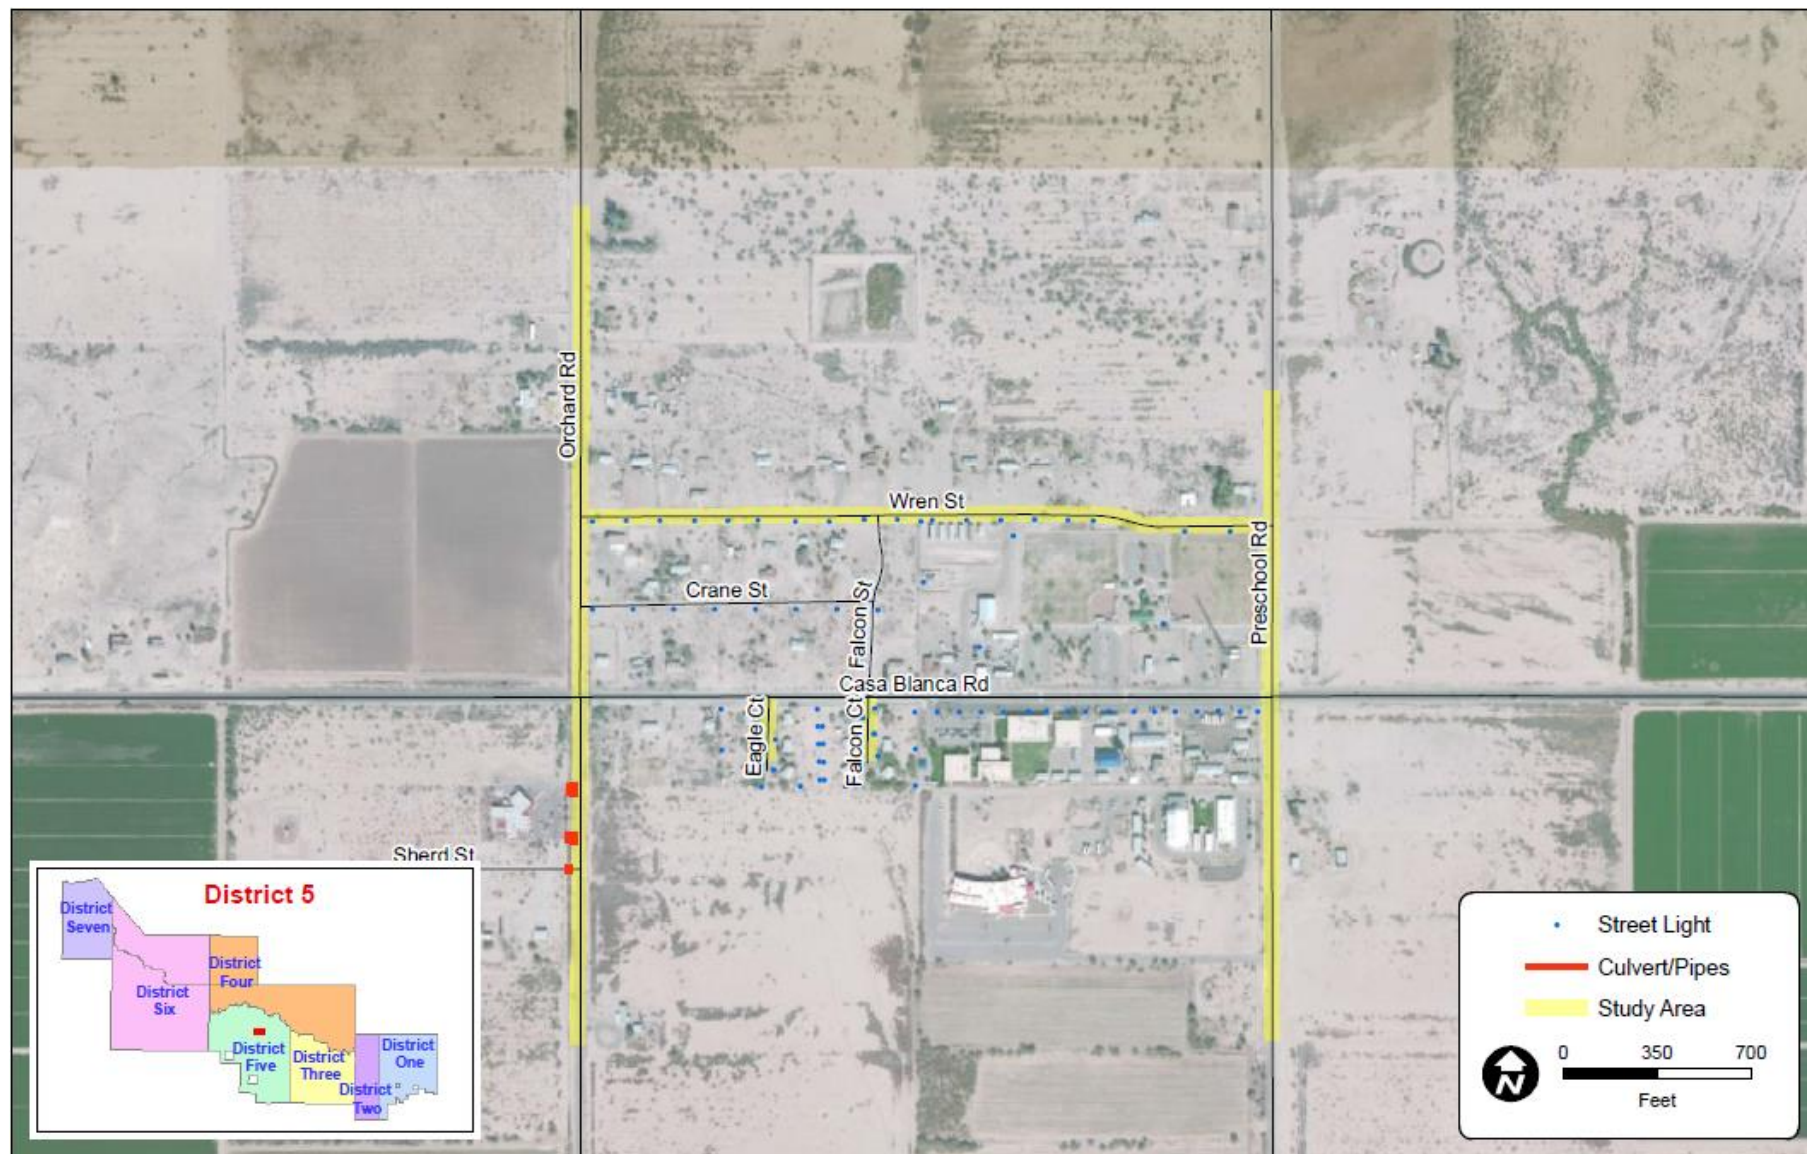 Orchard Rd
Wren St
Preschool Rd
Crane St
Falcon St
Casa Blanca Rd
Eagle Ct
Falcon Ct
Sherd St
District 5
District
Seven
District
Four
District
Six
District
Five
District
Three
District
One
District
Two
Street Light
Culvert/Pipes
Study Area
N
0 350 700
Feet